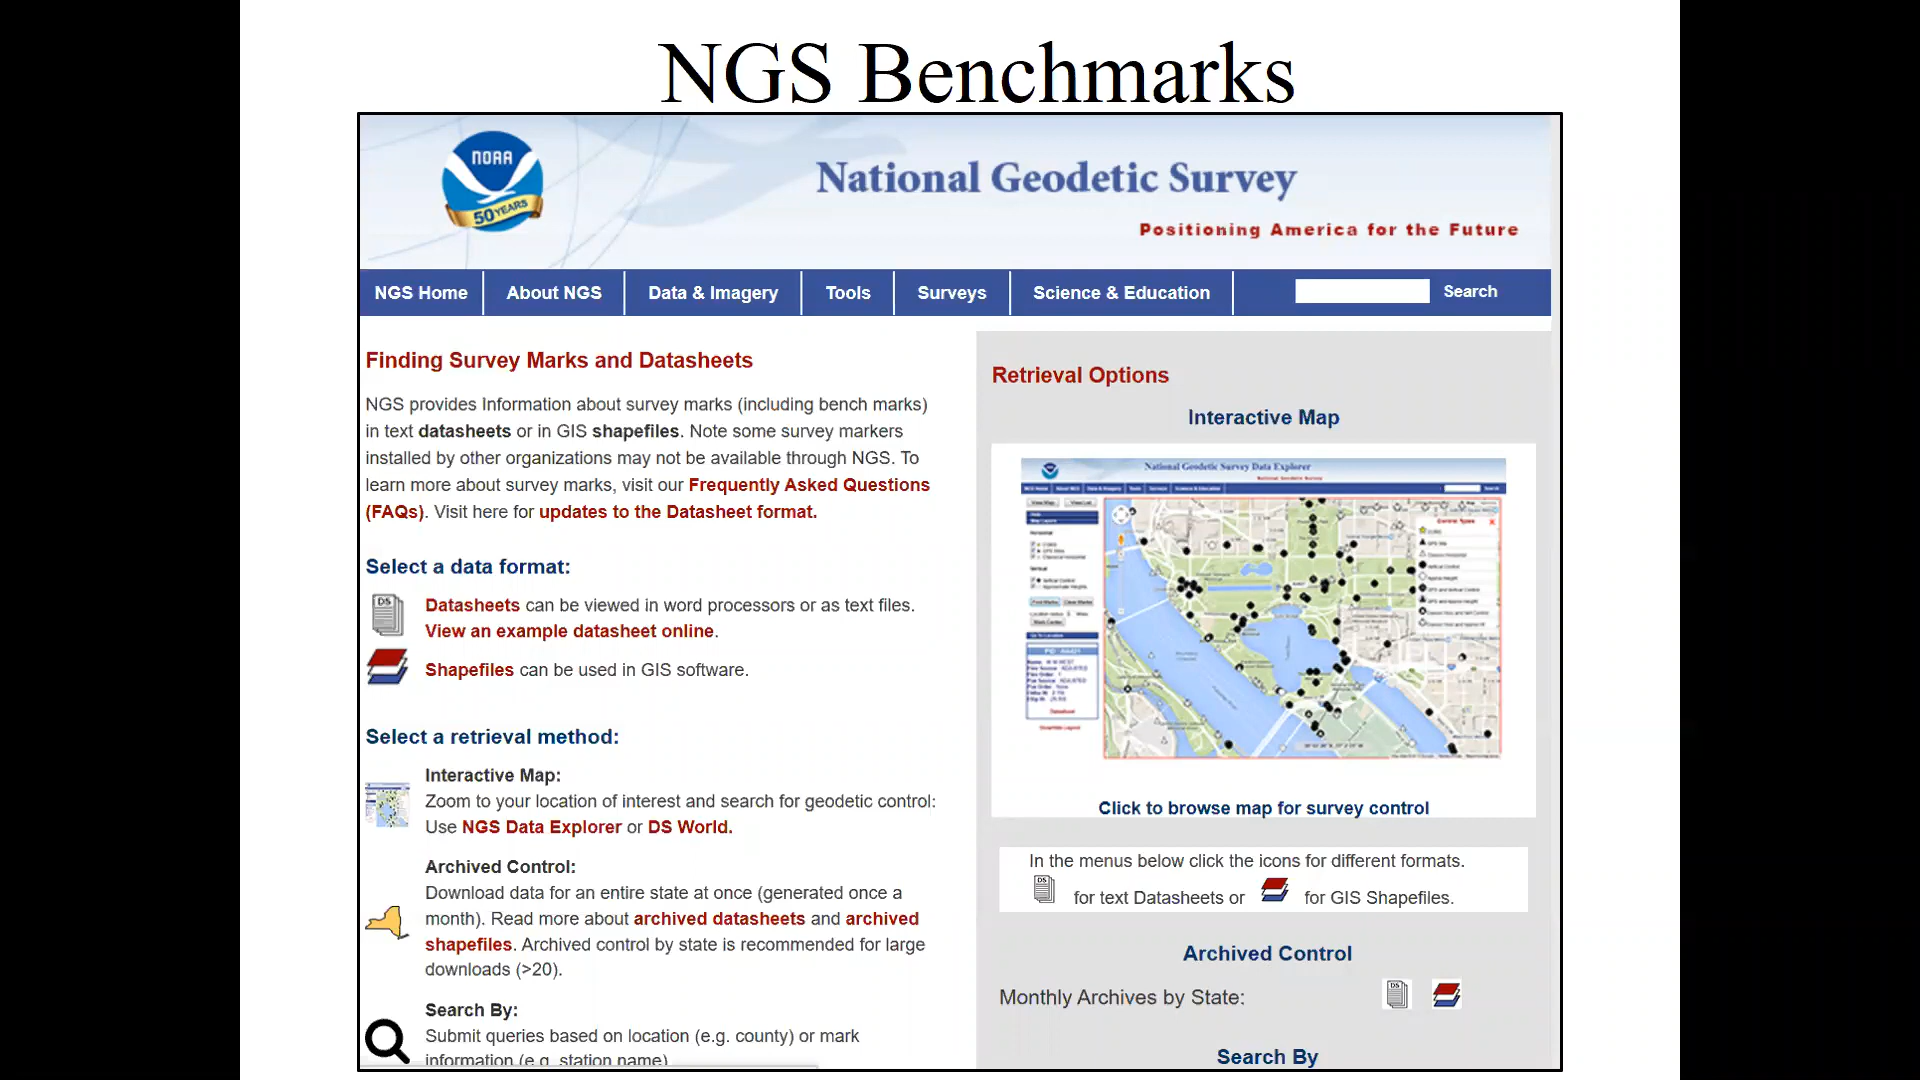 NGS Benchmarks
NOAA
50 YEARS
National Geodetic Survey
Positioning America for the Future
NGS Home
About NGS
Data & Imagery
Tools
Surveys
Science & Education
Search
Finding Survey Marks and Datasheets
NGS provides Information about survey marks (including bench marks)
in text datasheets or in GIS shapefiles. Note some survey markers
installed by other organizations may not be available through NGS. To
learn more about survey marks, visit our Frequently Asked Questions
(FAQs). Visit here for updates to the Datasheet format.
Select a data format:
DS
Datasheets can be viewed in word processors or as text files.
View an example datasheet online.
Shapefiles can be used in GIS software.
Select a retrieval method:
Interactive Map:
Zoom to your location of interest and search for geodetic control:
Use NGS Data Explorer or DS World.
Archived Control:
Download data for an entire state at once (generated once a
month). Read more about archived datasheets and archived
shapefiles. Archived control by state is recommended for large
downloads (>20).
Search By:
Submit queries based on location (e.g. county) or mark
information (e.g. station name)
Retrieval Options
Interactive Map
National Geodetic Survey Data Explorer
Click to browse map for survey control
In the menus below click the icons for different formats.
DS
for text Datasheets or
for GIS Shapefiles.
Archived Control
Monthly Archives by State:
DS
Search By